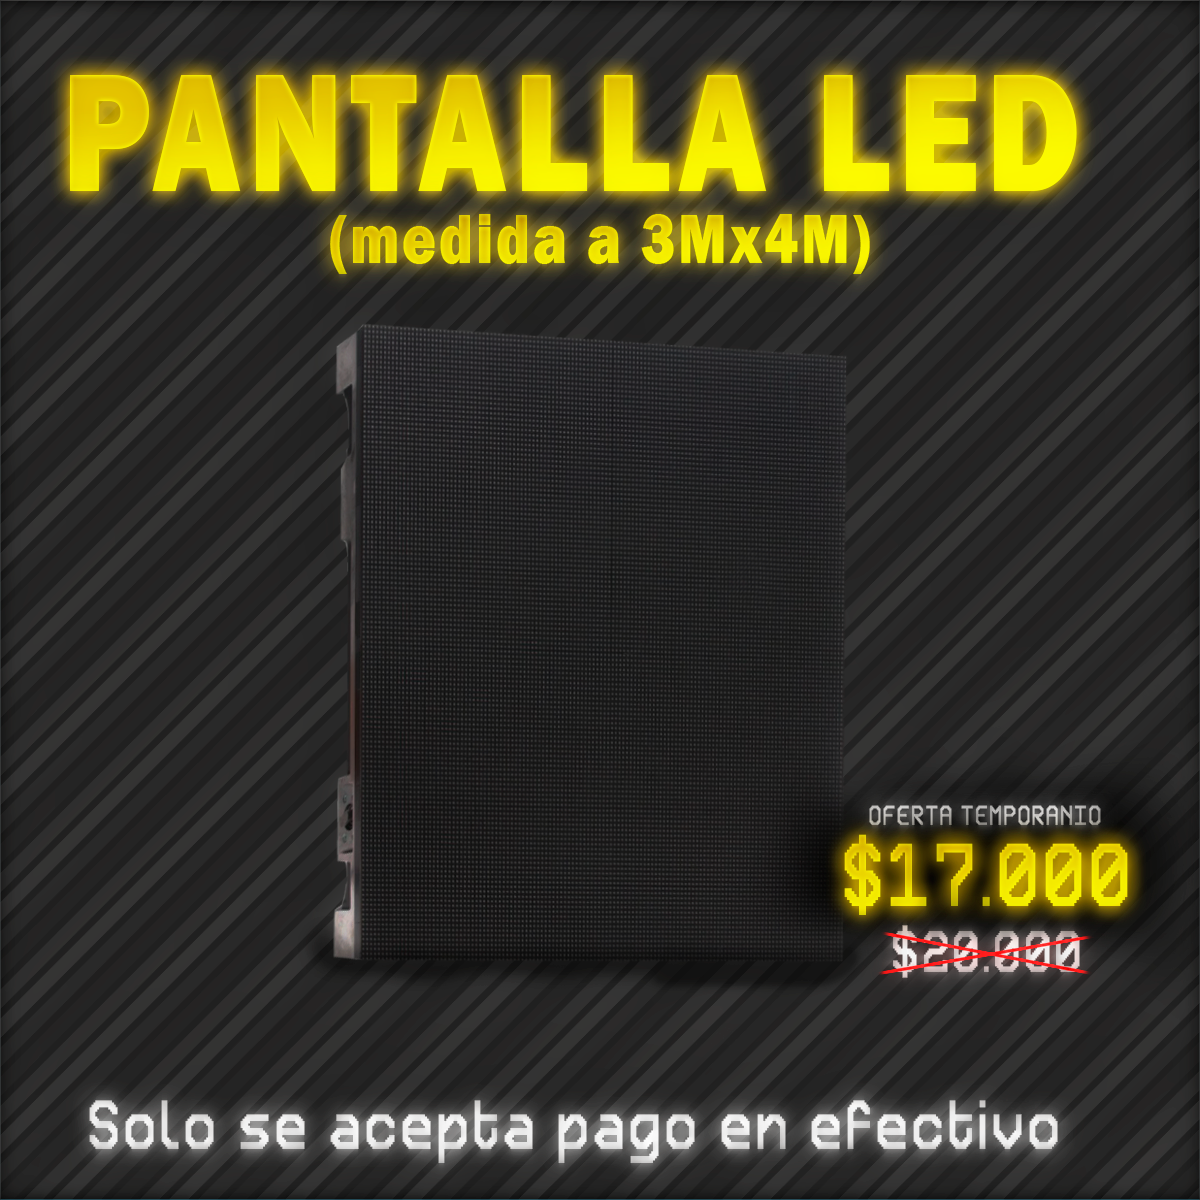 PANTALLA LED
(medida a 3Mx4M)
OFERTA TEMPORANIO
$17.000
$20.000
Solo se acepta pago en efectivo